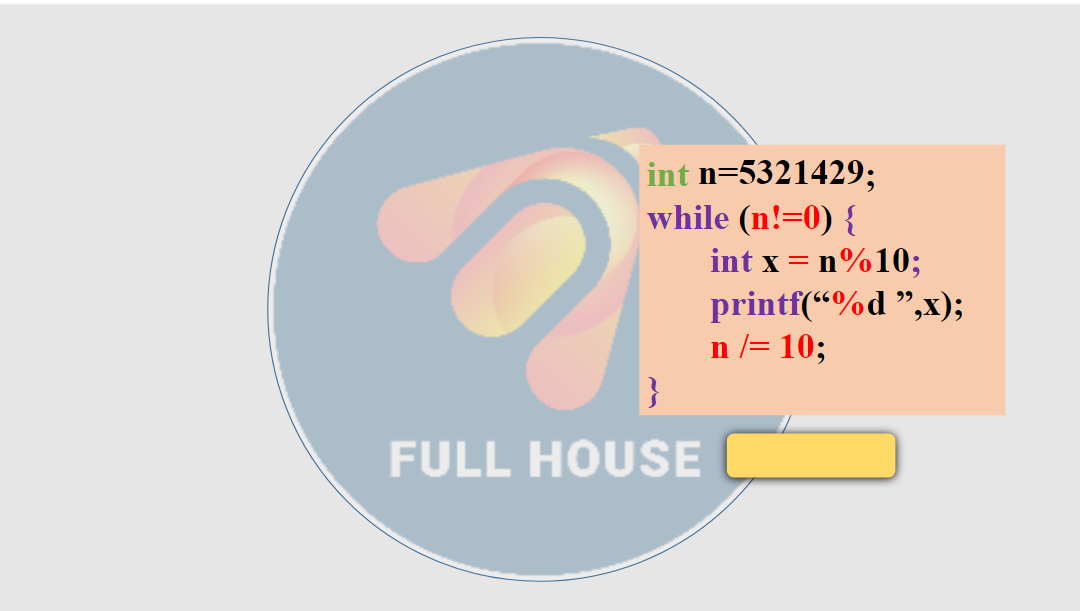 int n=5321429;
while (n!=0) {
int x = n%10;
printf(“%d ”,x);
n /= 10;
}
FULL HOUSE